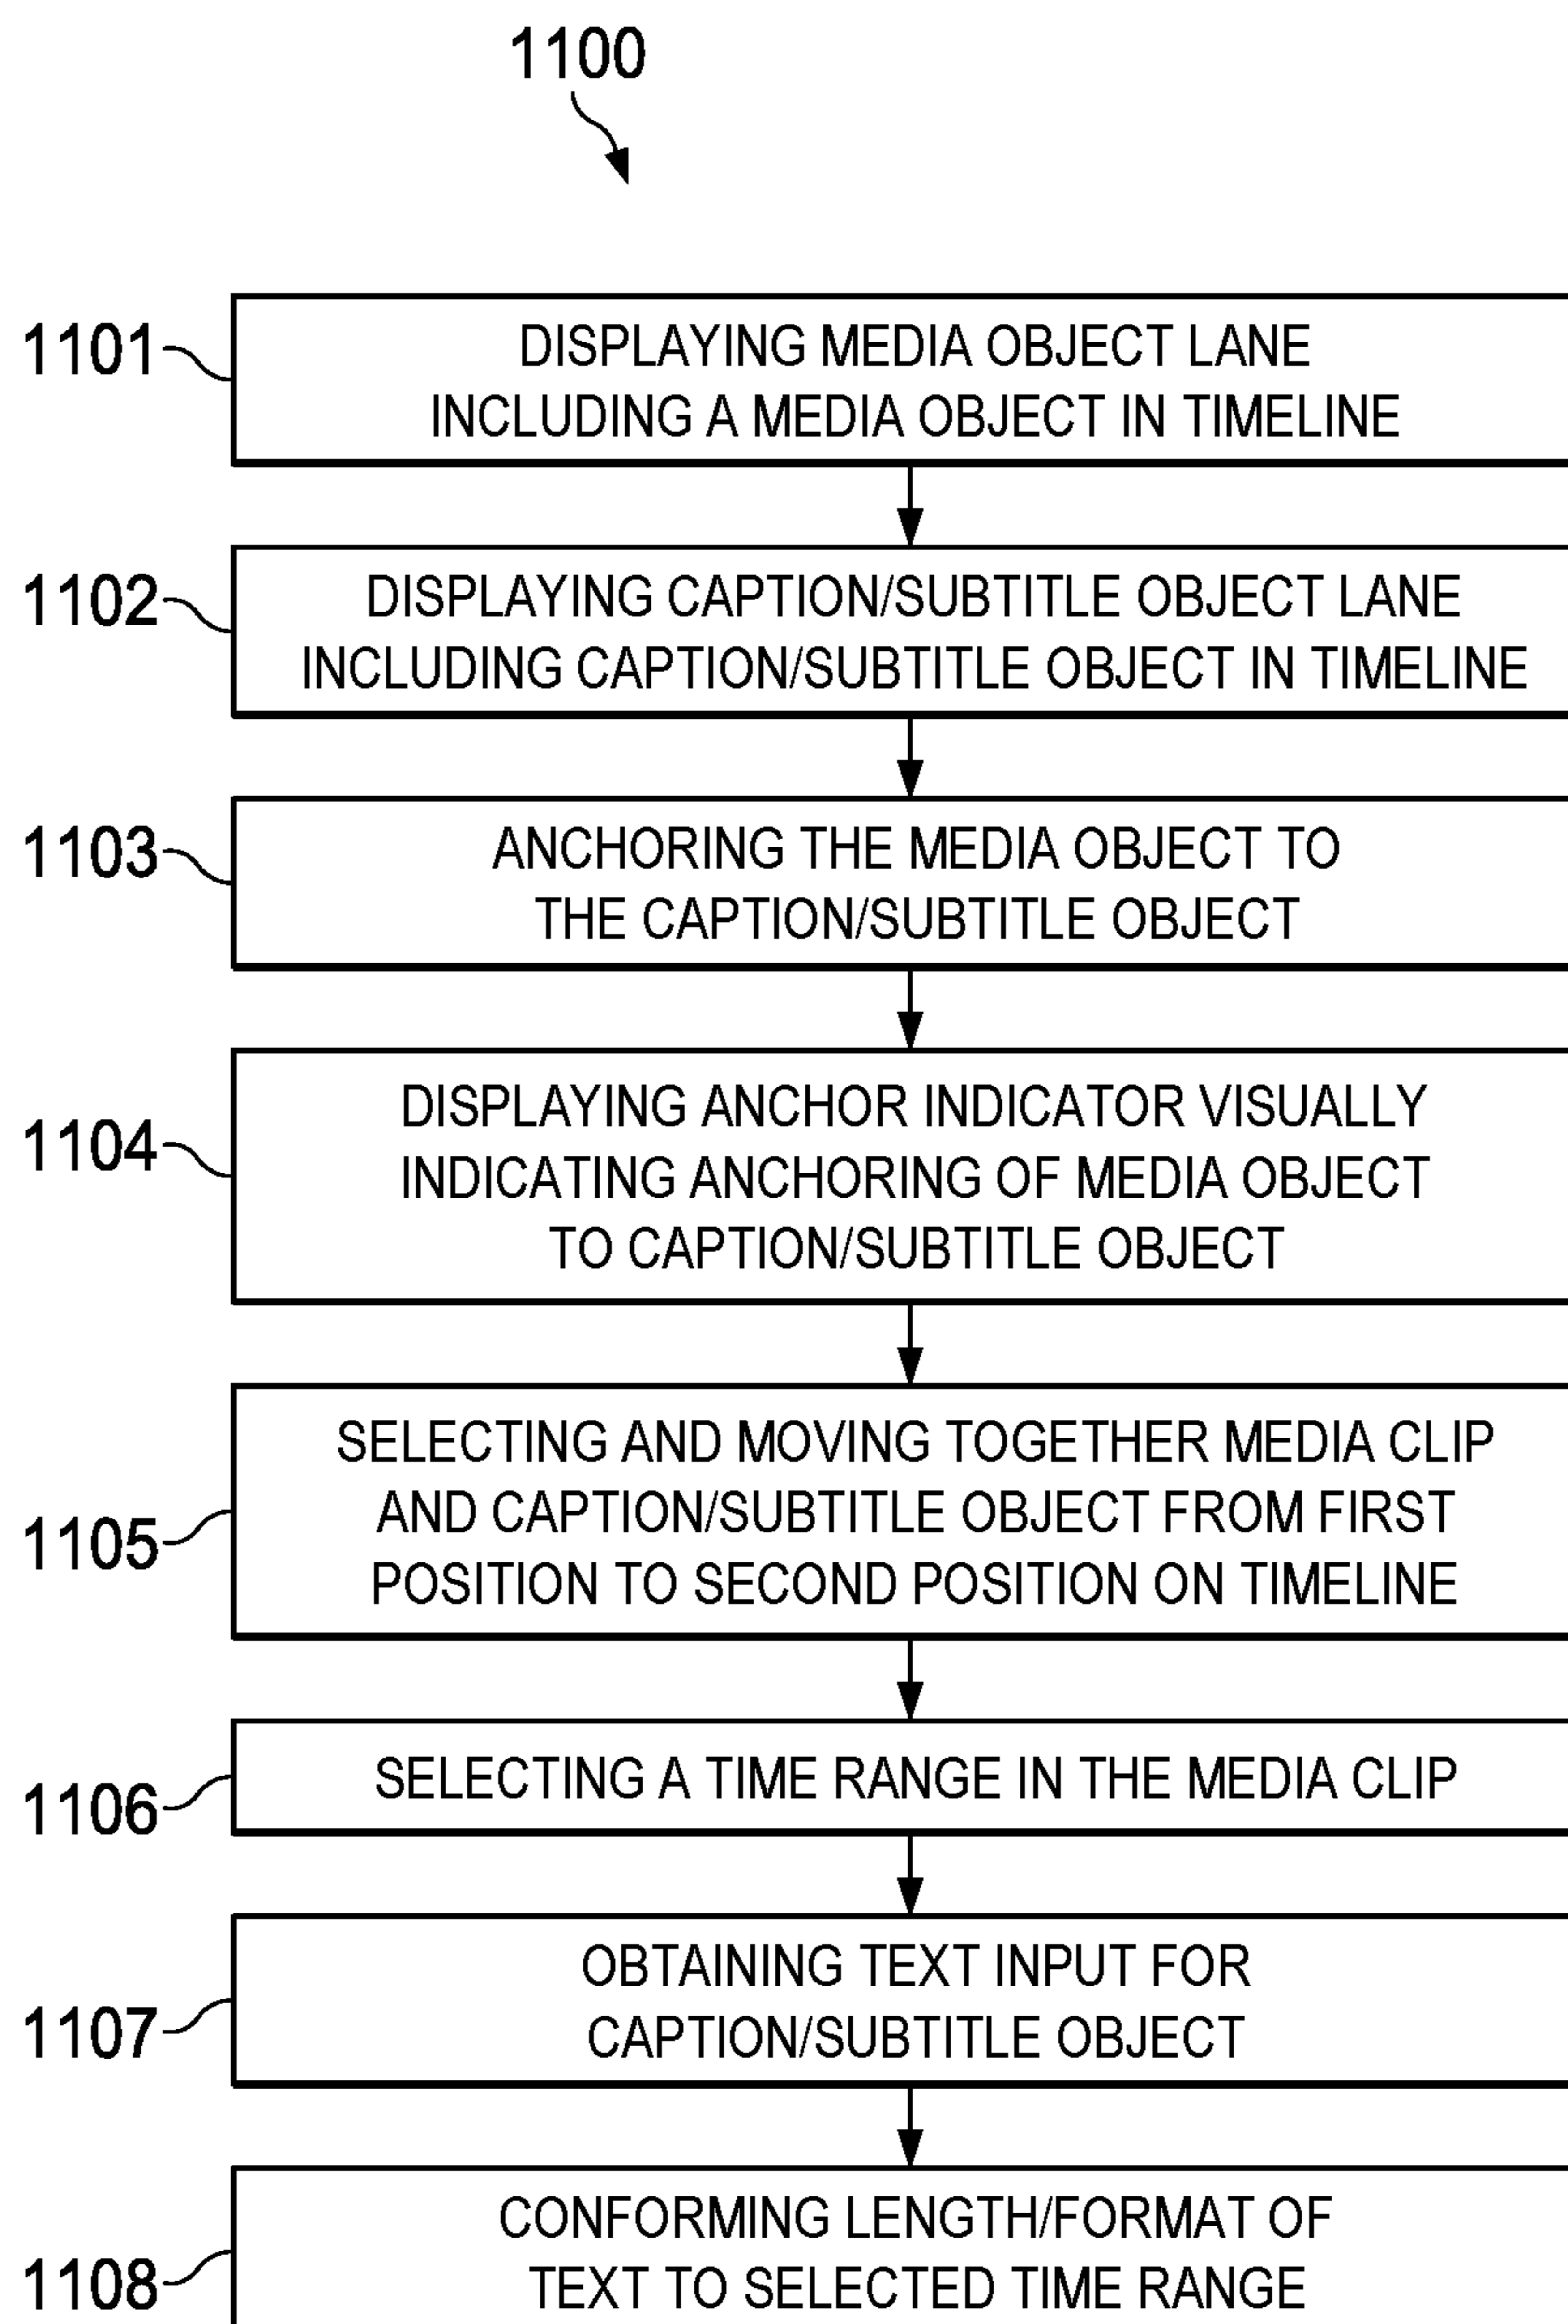 1100
1101
DISPLAYING MEDIA OBJECT LANE
INCLUDING A MEDIA OBJECT IN TIMELINE
1102
DISPLAYING CAPTION/SUBTITLE OBJECT LANE
INCLUDING CAPTION/SUBTITLE OBJECT IN TIMELINE
1103
ANCHORING THE MEDIA OBJECT TO
THE CAPTION/SUBTITLE OBJECT
1104
DISPLAYING ANCHOR INDICATOR VISUALLY
INDICATING ANCHORING OF MEDIA OBJECT
TO CAPTION/SUBTITLE OBJECT
1105
SELECTING AND MOVING TOGETHER MEDIA CLIP
AND CAPTION/SUBTITLE OBJECT FROM FIRST
POSITION TO SECOND POSITION ON TIMELINE
1106
SELECTING A TIME RANGE IN THE MEDIA CLIP
1107
OBTAINING TEXT INPUT FOR
CAPTION/SUBTITLE OBJECT
1108
CONFORMING LENGTH/FORMAT OF
TEXT TO SELECTED TIME RANGE